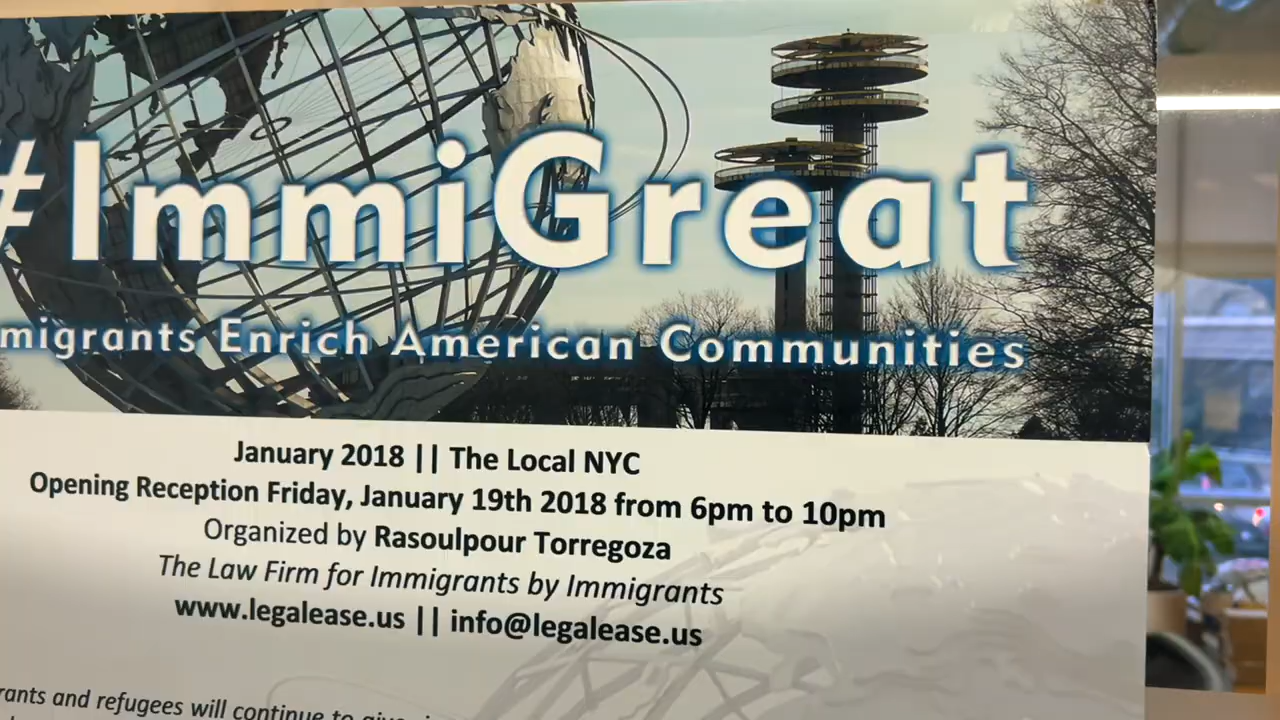 #ImmiGreat
migrants Enrich American Communities
January 2018 || The Local NYC
Opening Reception Friday, January 19th 2018 from 6pm to 10pm
Organized by Rasoulpour Torregoza
The Law Firm for Immigrants by Immigrants
www.legalease.us || info@legalease.us
rants and refugees will continue to